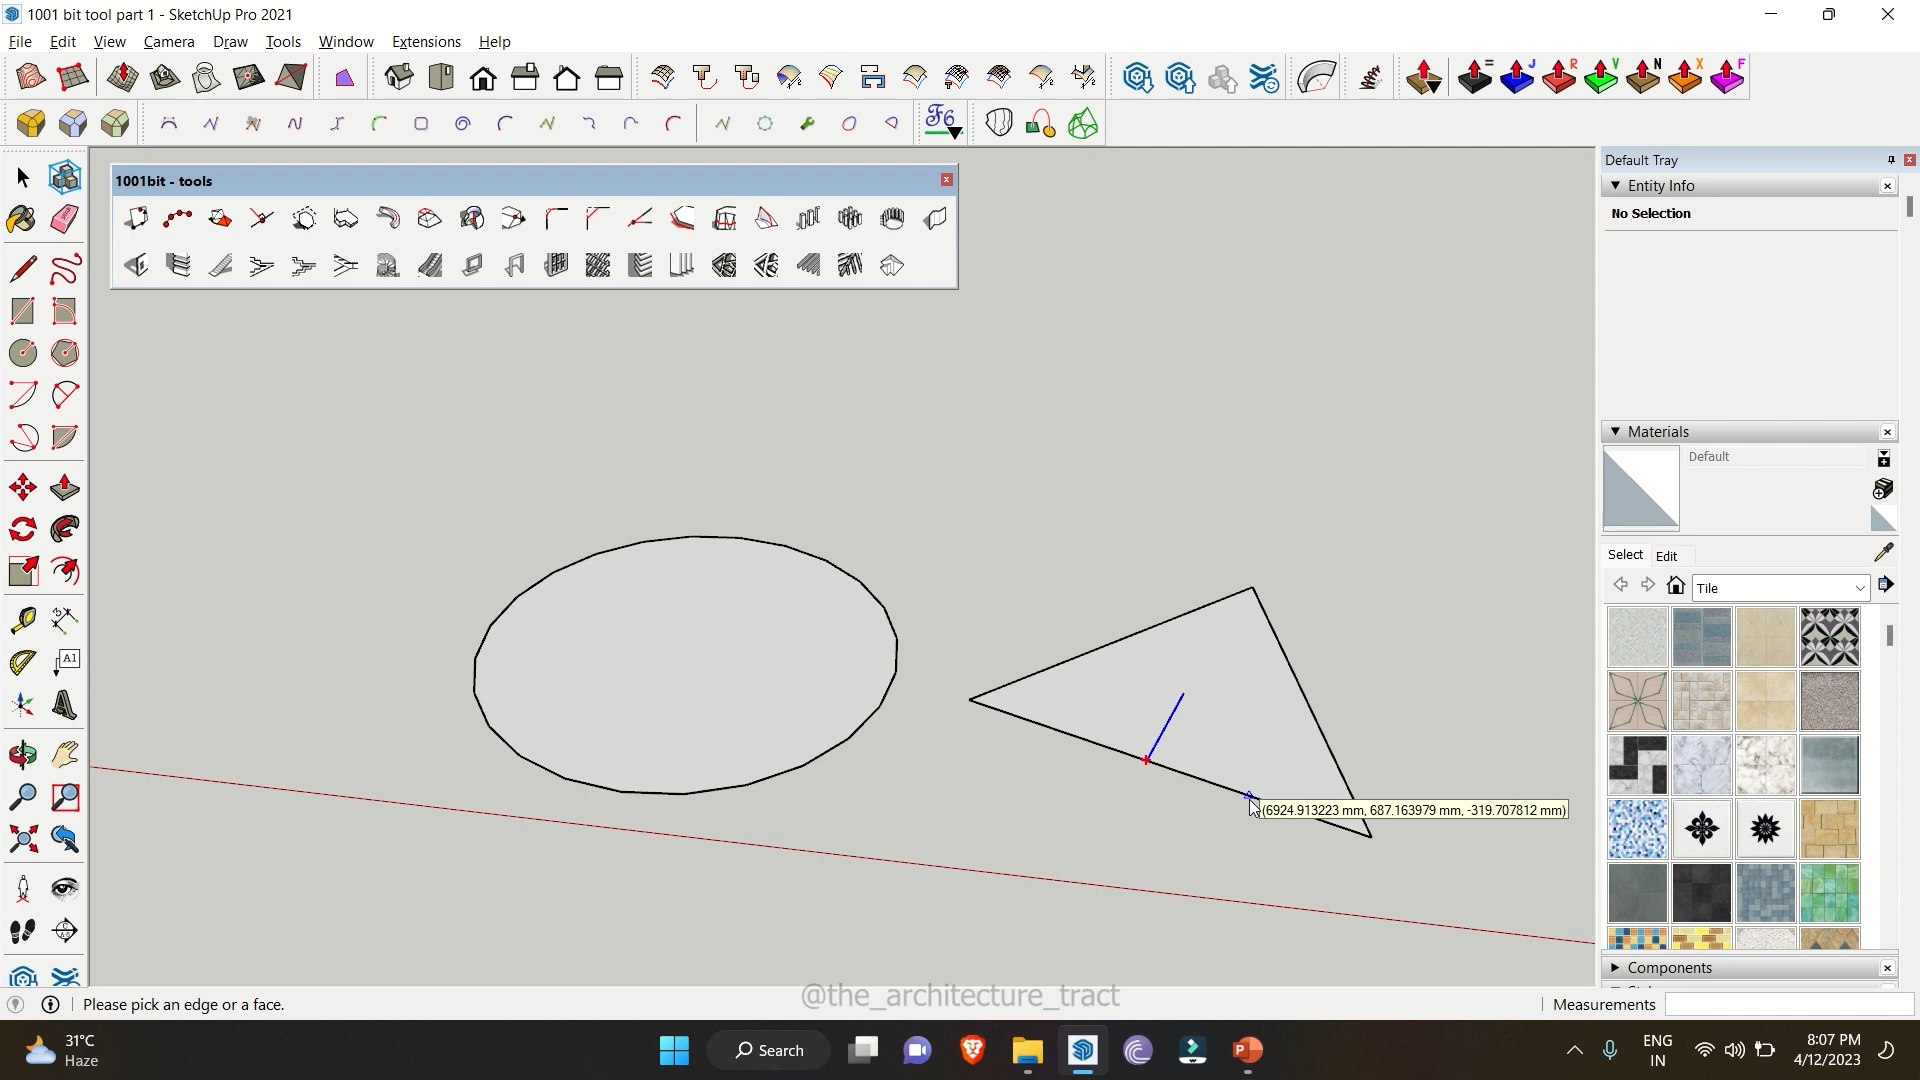 1001 bit tool part 1 - SketchUp Pro 2021
File Edit View Camera Draw Tools Window Extensions Help
= J R V N X F
F6
1001bit - tools
Default Tray
Entity Info
No Selection
Materials
Default
Select Edit
Tile
A1
(6924.913223 mm, 687.163979 mm, -319.707812 mm)
Components
Please pick an edge or a face.
@the_architecture_tract
Measurements
31°C
Haze
Search
ENG
IN
8:07 PM
4/12/2023